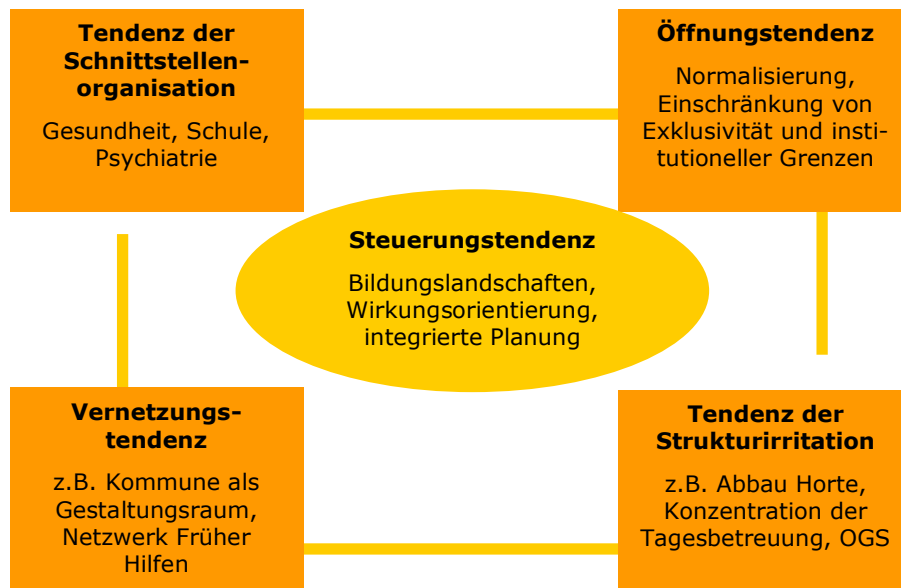 Tendenz der
Schnittstellen-
organisation
Gesundheit, Schule,
Psychiatrie
Öffnungstendenz
Normalisierung,
Einschränkung von
Exklusivität und insti-
tutioneller Grenzen
Steuerungstendenz
Bildungslandschaften,
Wirkungsorientierung,
integrierte Planung
Vernetzungs-
tendenz
z.B. Kommune als
Gestaltungsraum,
Netzwerk Früher
Hilfen
Tendenz der
Strukturirritation
z.B. Abbau Horte,
Konzentration der
Tagesbetreuung, OGS